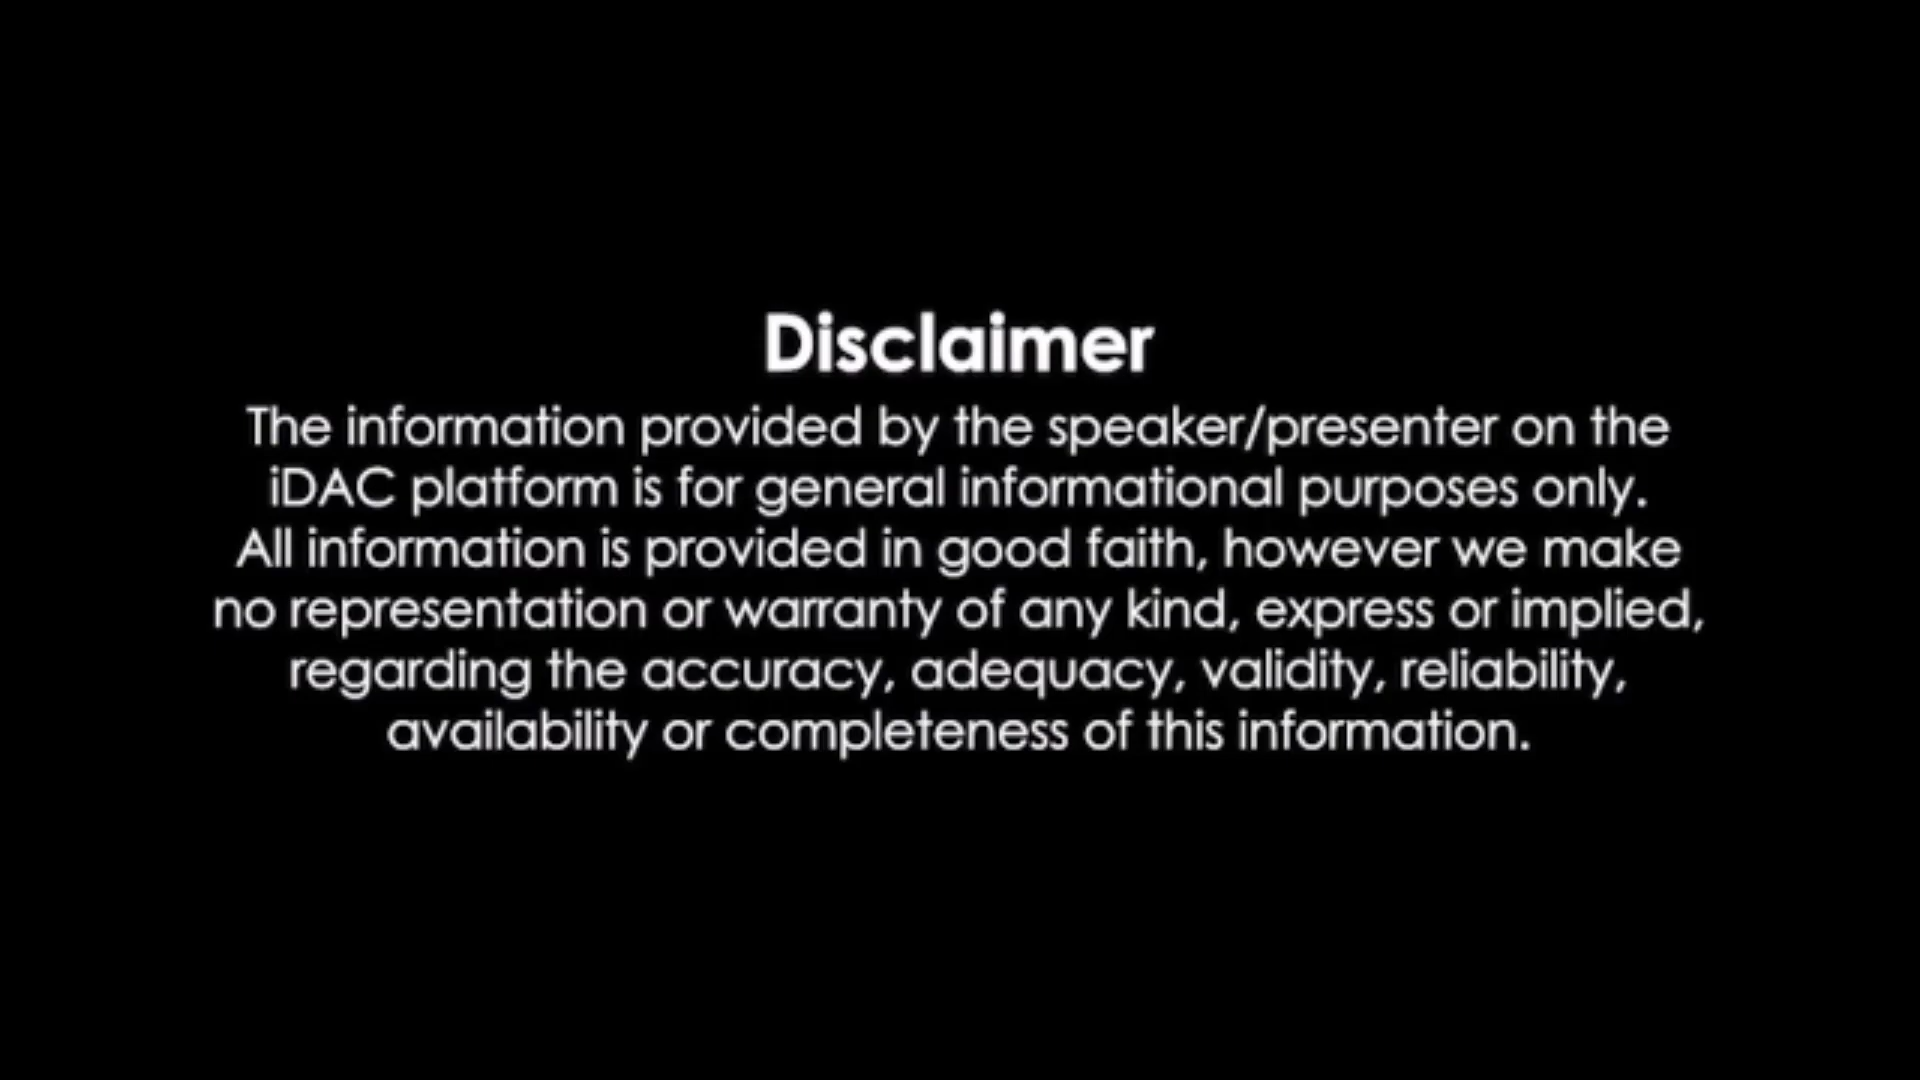 Disclaimer
The information provided by the speaker/presenter on the
iDAC platform is for general informational purposes only.
All information is provided in good faith, however we make
no representation or warranty of any kind, express or implied,
regarding the accuracy, adequacy, validity, reliability,
availability or completeness of this information.